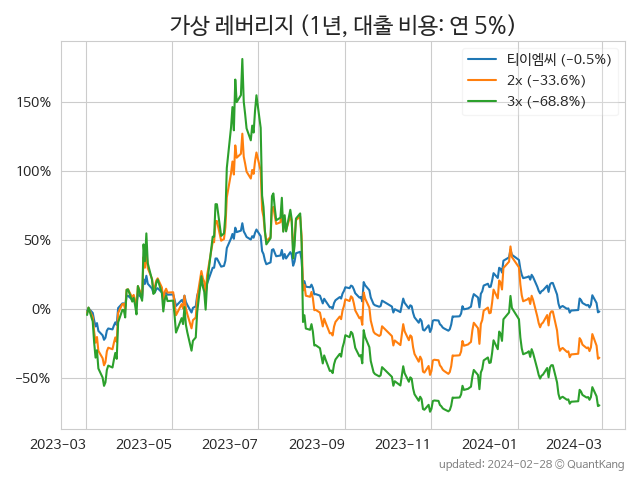 가상 레버리지 (1년, 대출 비용: 연 5%)
티이엠씨 (−0.5%)
2x (−33.6%)
3x (−68.8%)
150%
100%
50%
0%
−50%
2023-03 2023-05 2023-07 2023-09 2023-11 2024-01 2024-03
updated: 2024-02-28 © QuantKang